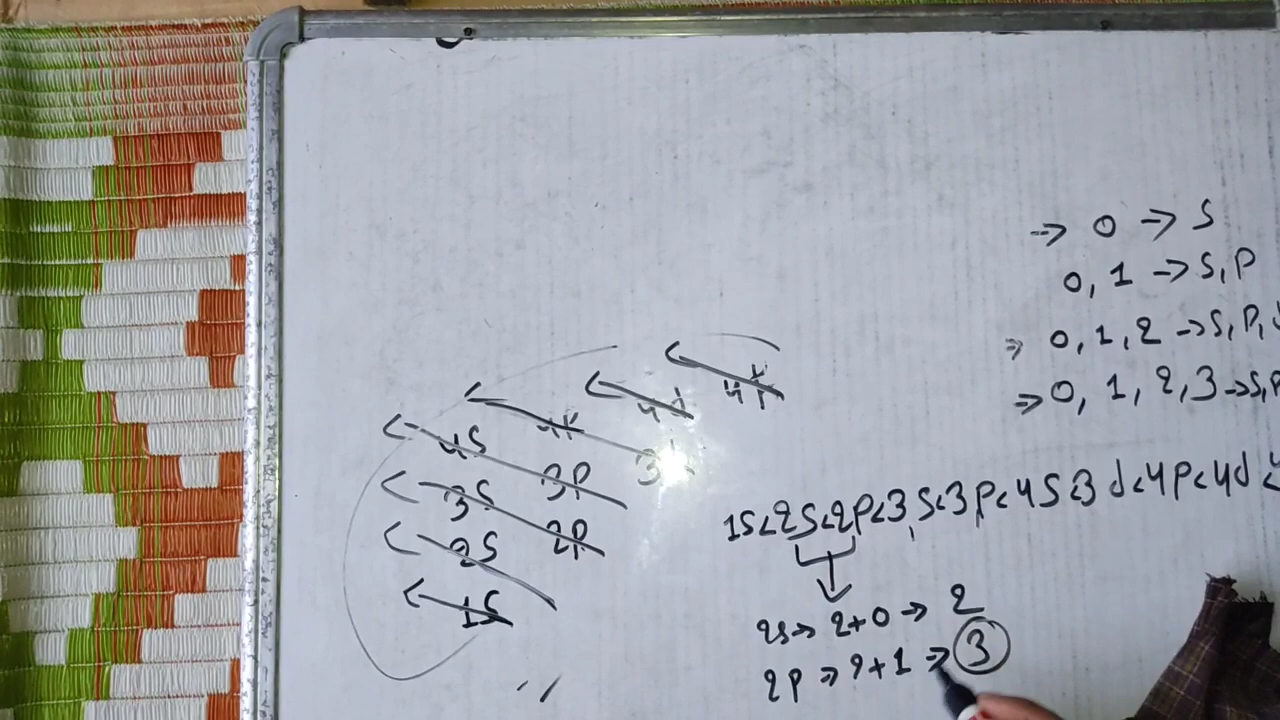 → 0 → S
0, 1 → S, P
⇒ 0, 1, 2 → S, P, d
⇒ 0, 1, 2, 3 → S, P
4f
4d
4P
4S 3P 3d
3S 2P
2S
1S
1S<2S<2P<3S<3P<4S<3d<4P<4d<4
2s → 2+0 → 2
2P → 2+1 → 3